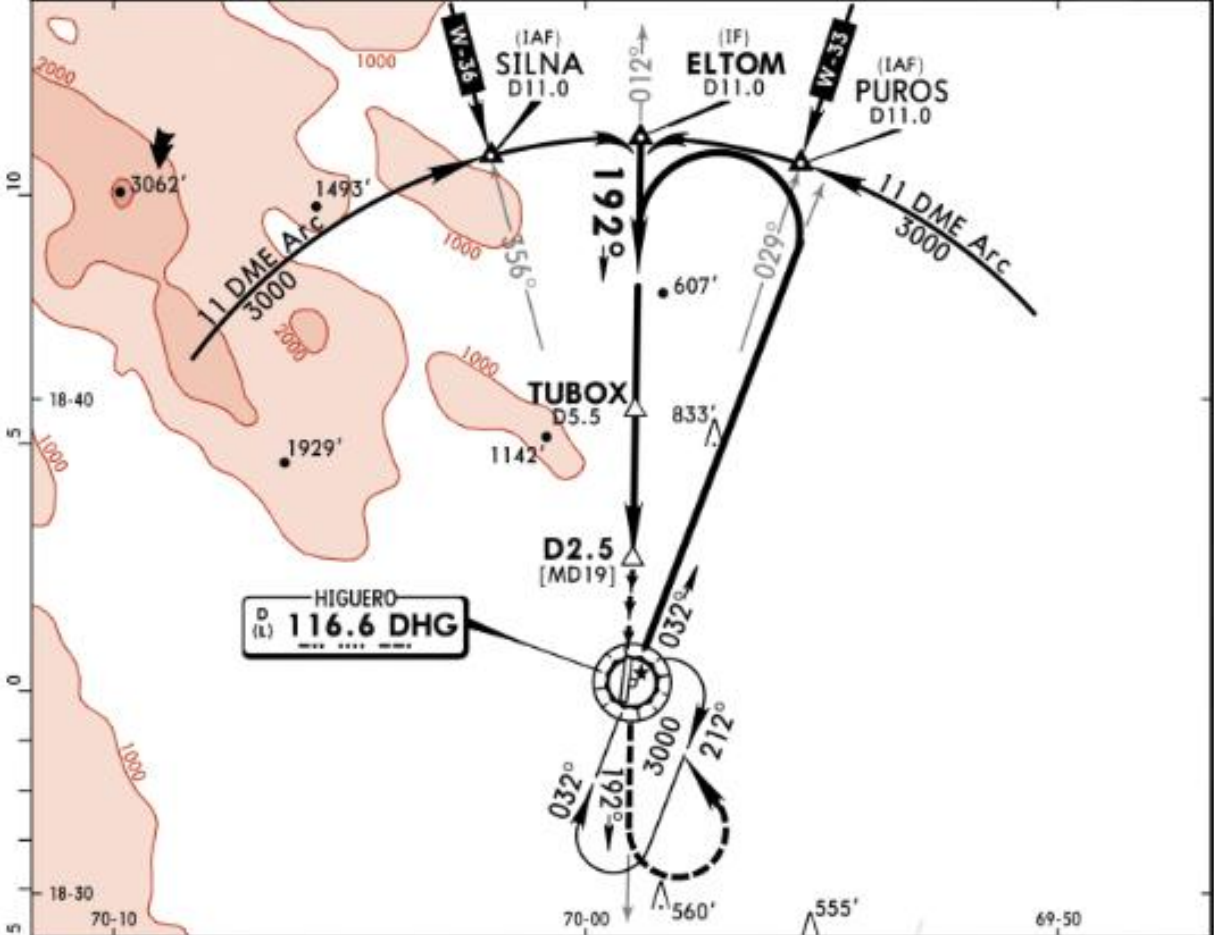 W-36
(IAF)
SILNA
D11.0
012°
(IF)
ELTOM
D11.0
W-33
(IAF)
PUROS
D11.0
2000
1000
3062'
1493'
11 DME Arc
3000
1000
356°
192°
029°
11 DME Arc
3000
607'
2000
1000
TUBOX
D5.5
833'
1142'
1929'
1000
D2.5
[MD19]
HIGUERO
D
(L)
116.6 DHG
032°
3000
212°
032°
192°
1000
560'
555'
10
5
0
5
18-40
18-30
70-10
70-00
69-50